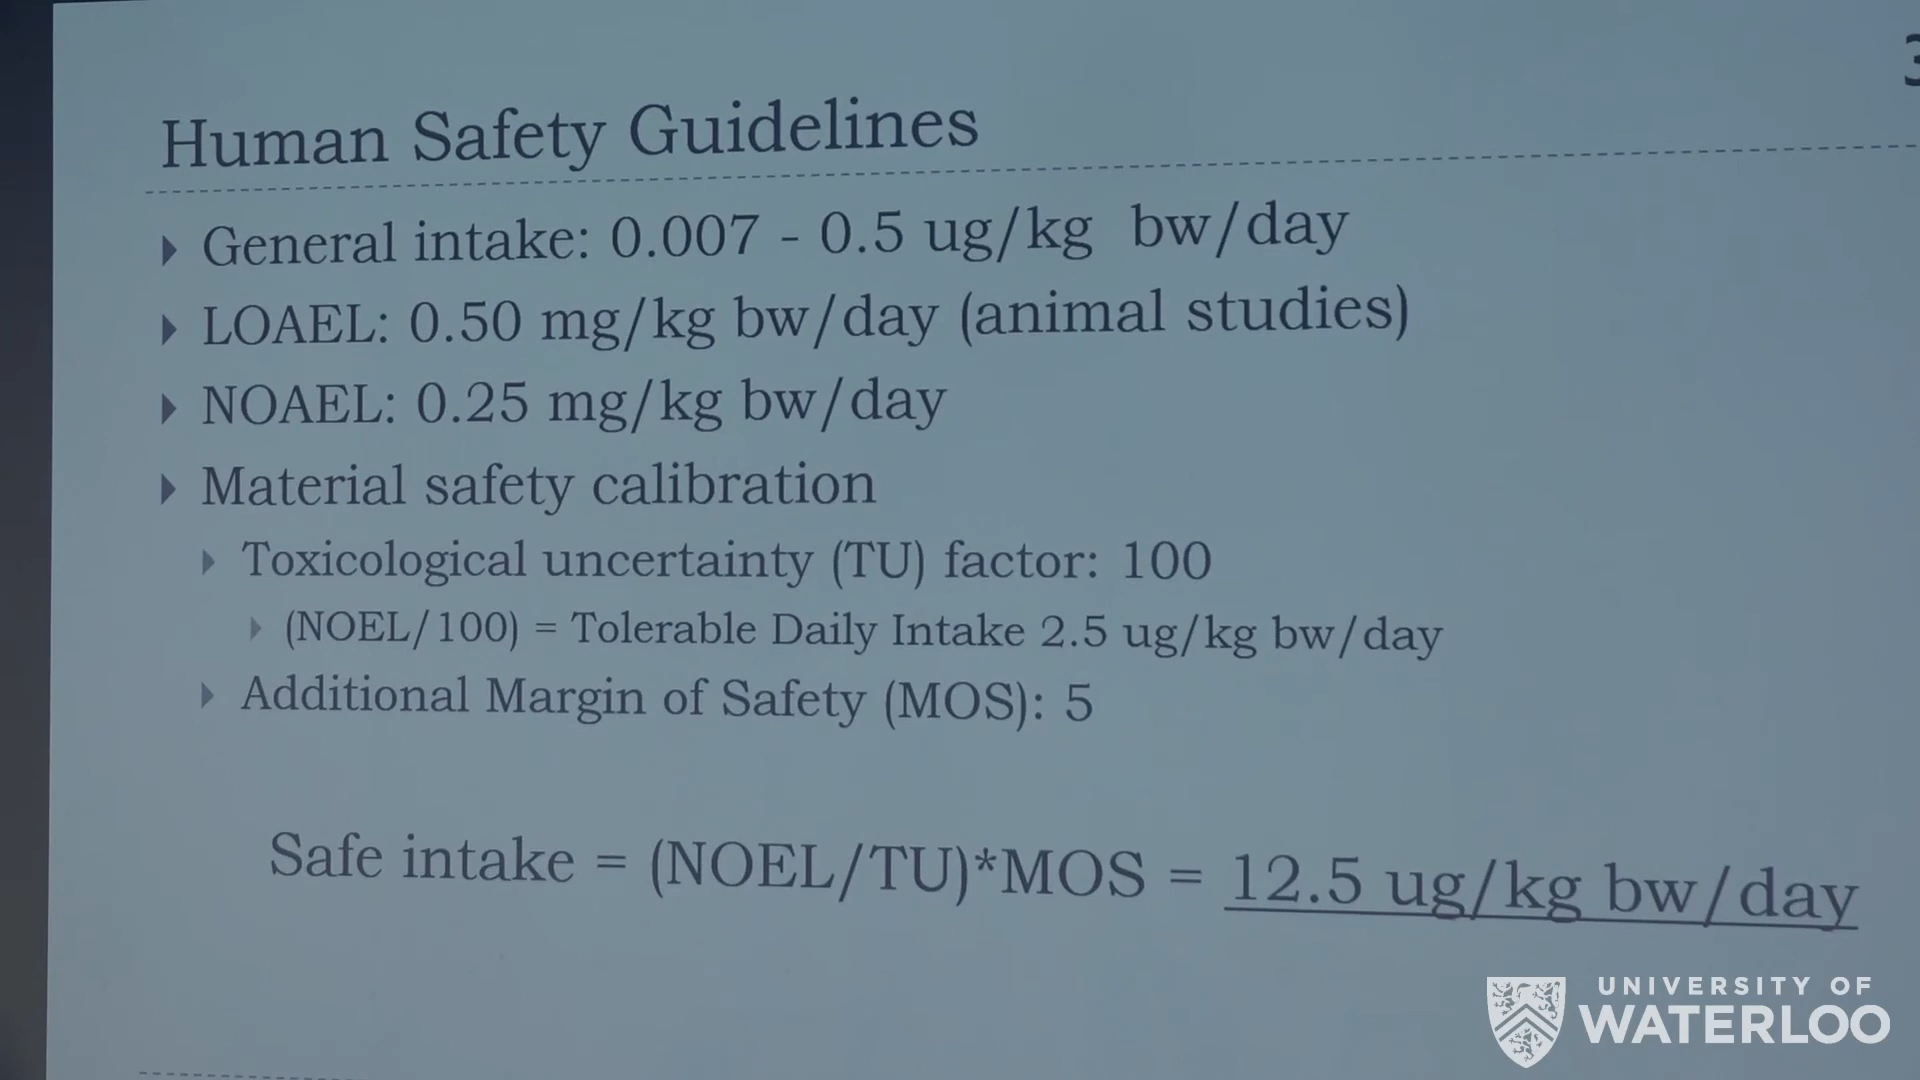 3
Human Safety Guidelines
General intake: 0.007 - 0.5 ug/kg bw/day
LOAEL: 0.50 mg/kg bw/day (animal studies)
NOAEL: 0.25 mg/kg bw/day
Material safety calibration
Toxicological uncertainty (TU) factor: 100
(NOEL/100) = Tolerable Daily Intake 2.5 ug/kg bw/day
Additional Margin of Safety (MOS): 5
Safe intake = (NOEL/TU)*MOS = 12.5 ug/kg bw/day
UNIVERSITY OF
WATERLOO